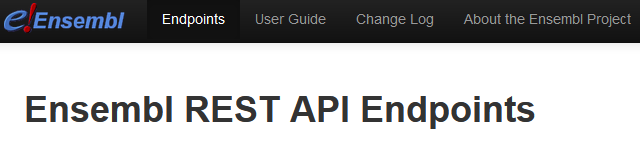 e!Ensembl Endpoints User Guide Change Log About the Ensembl Project
Ensembl REST API Endpoints